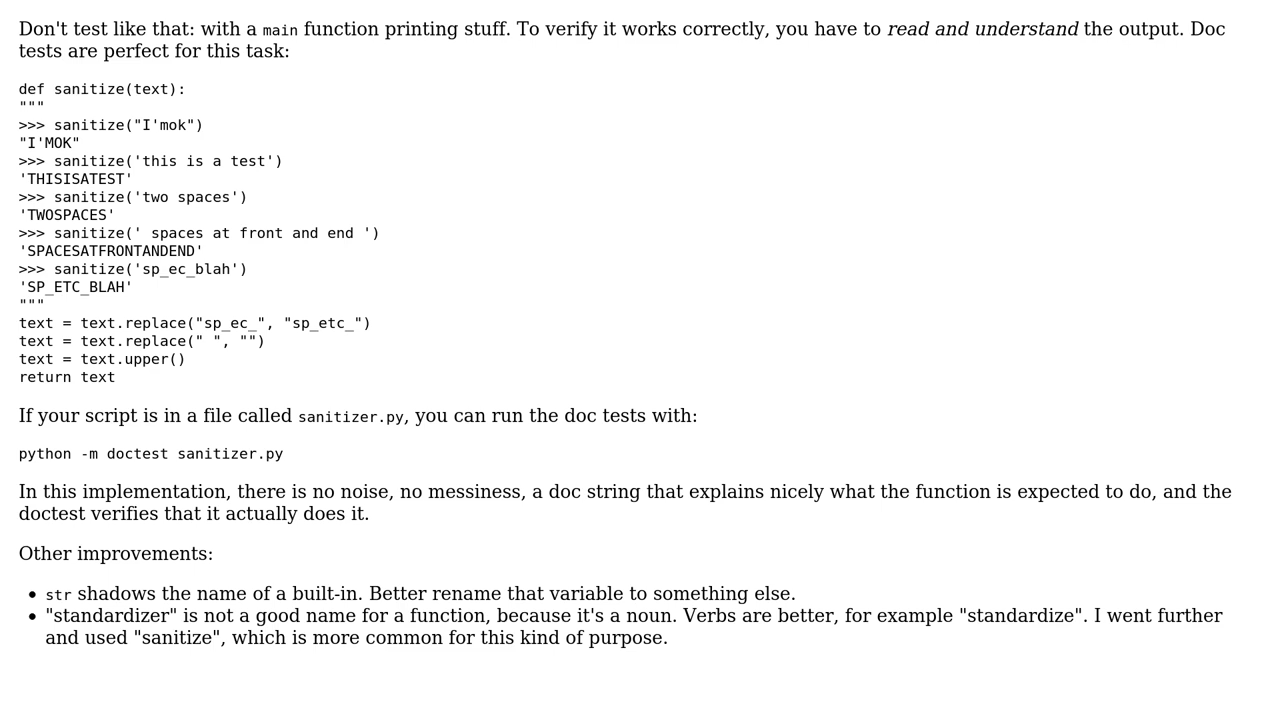 Don't test like that: with a main function printing stuff. To verify it works correctly, you have to read and understand the output. Doc
tests are perfect for this task:
def sanitize(text):
"""
>>> sanitize("I'mok")
"I'MOK"
>>> sanitize('this is a test')
'THISISATEST'
>>> sanitize('two spaces')
'TWOSPACES'
>>> sanitize(' spaces at front and end ')
'SPACESATFRONTANDEND'
>>> sanitize('sp_ec_blah')
'SP_ETC_BLAH'
"""
text = text.replace("sp_ec_", "sp_etc_")
text = text.replace(" ", "")
text = text.upper()
return text
If your script is in a file called sanitizer.py, you can run the doc tests with:
python -m doctest sanitizer.py
In this implementation, there is no noise, no messiness, a doc string that explains nicely what the function is expected to do, and the
doctest verifies that it actually does it.
Other improvements:
• str shadows the name of a built-in. Better rename that variable to something else.
• "standardizer" is not a good name for a function, because it's a noun. Verbs are better, for example "standardize". I went further
and used "sanitize", which is more common for this kind of purpose.